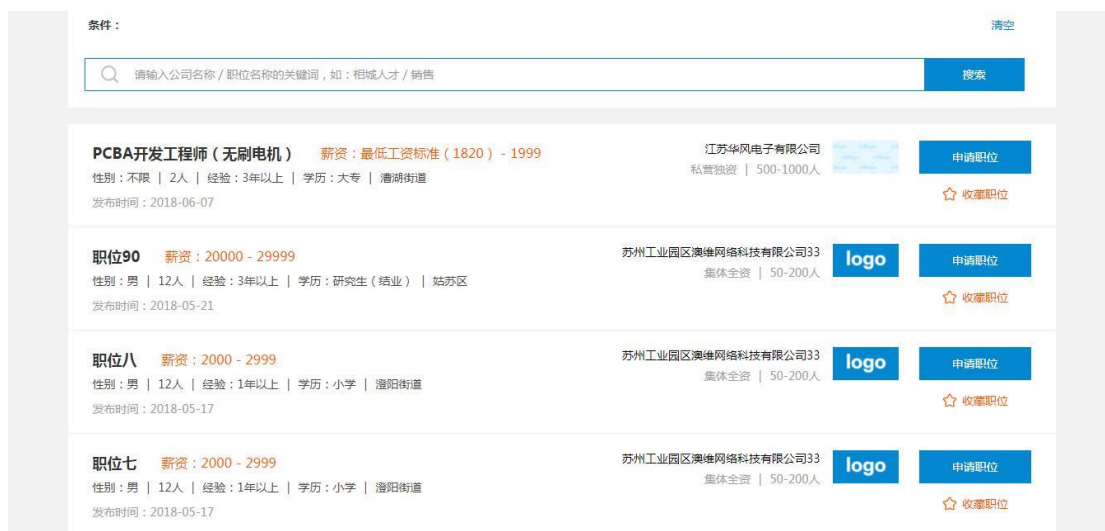 条件：
清空
请输入公司名称 / 职位名称的关键词，如：相城人才 / 销售
搜索
PCBA开发工程师（无刷电机） 薪资：最低工资标准（1820） - 1999
性别：不限 | 2人 | 经验：3年以上 | 学历：大专 | 漕湖街道
发布时间：2018-06-07
江苏华风电子有限公司
私营独资 | 500-1000人
申请职位
收藏职位
职位90 薪资：20000 - 29999
性别：男 | 12人 | 经验：3年以上 | 学历：研究生（结业） | 姑苏区
发布时间：2018-05-21
苏州工业园区澳维网络科技有限公司33
集体全资 | 50-200人
logo
申请职位
收藏职位
职位八 薪资：2000 - 2999
性别：男 | 12人 | 经验：1年以上 | 学历：小学 | 澄阳街道
发布时间：2018-05-17
苏州工业园区澳维网络科技有限公司33
集体全资 | 50-200人
logo
申请职位
收藏职位
职位七 薪资：2000 - 2999
性别：男 | 12人 | 经验：1年以上 | 学历：小学 | 澄阳街道
发布时间：2018-05-17
苏州工业园区澳维网络科技有限公司33
集体全资 | 50-200人
logo
申请职位
收藏职位